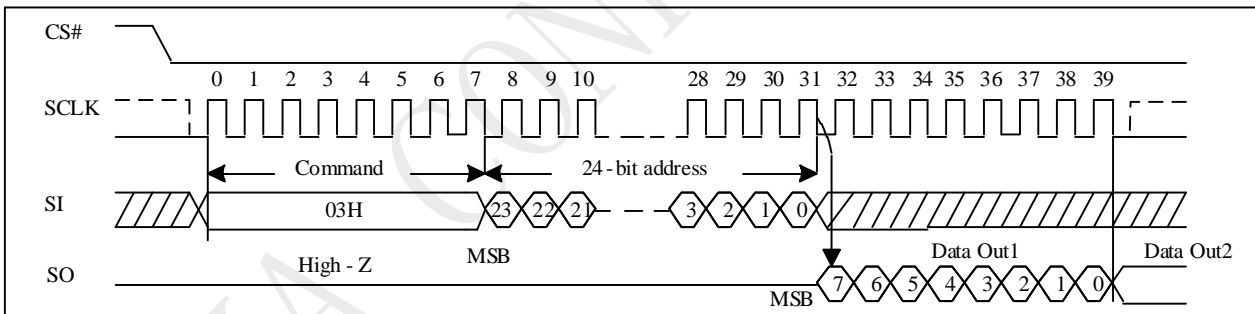 CS#
0 1 2 3 4 5 6 7 8 9 10 28 29 30 31 32 33 34 35 36 37 38 39
SCLK
Command 24-bit address
SI 03H 23 22 21 3 2 1 0
High - Z MSB Data Out1 Data Out2
SO MSB 7 6 5 4 3 2 1 0